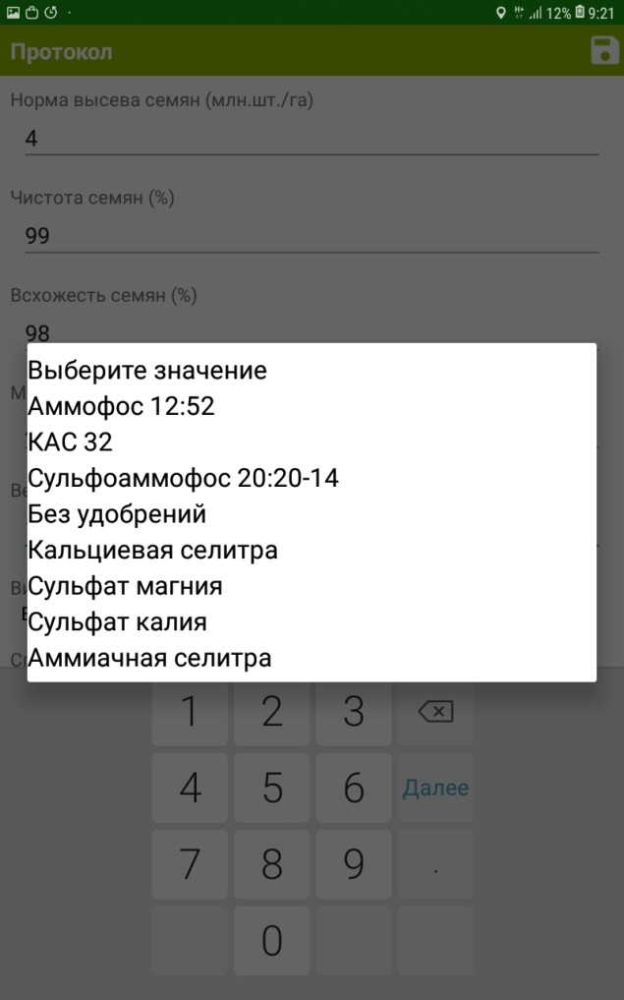 12% 9:21
Протокол
Норма высева семян (млн.шт./га)
4
Чистота семян (%)
99
Всхожесть семян (%)
98
Выберите значение
Аммофос 12:52
КАС 32
Сульфоаммофос 20:20-14
Без удобрений
Кальциевая селитра
Сульфат магния
Сульфат калия
Аммиачная селитра
1 2 3
4 5 6 Далее
7 8 9 .
0